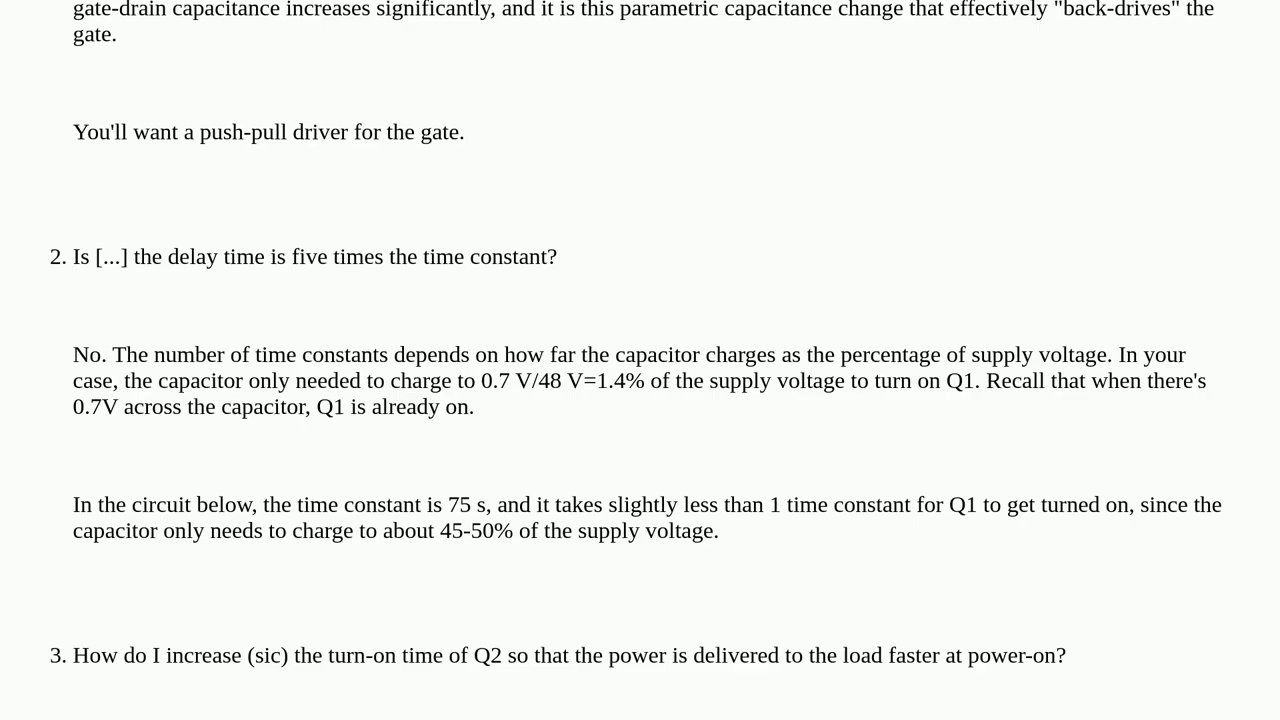 gate-drain capacitance increases significantly, and it is this parametric capacitance change that effectively "back-drives" the
gate.
You'll want a push-pull driver for the gate.
2. Is [...] the delay time is five times the time constant?
No. The number of time constants depends on how far the capacitor charges as the percentage of supply voltage. In your
case, the capacitor only needed to charge to 0.7 V/48 V=1.4% of the supply voltage to turn on Q1. Recall that when there's
0.7V across the capacitor, Q1 is already on.
In the circuit below, the time constant is 75 s, and it takes slightly less than 1 time constant for Q1 to get turned on, since the
capacitor only needs to charge to about 45-50% of the supply voltage.
3. How do I increase (sic) the turn-on time of Q2 so that the power is delivered to the load faster at power-on?